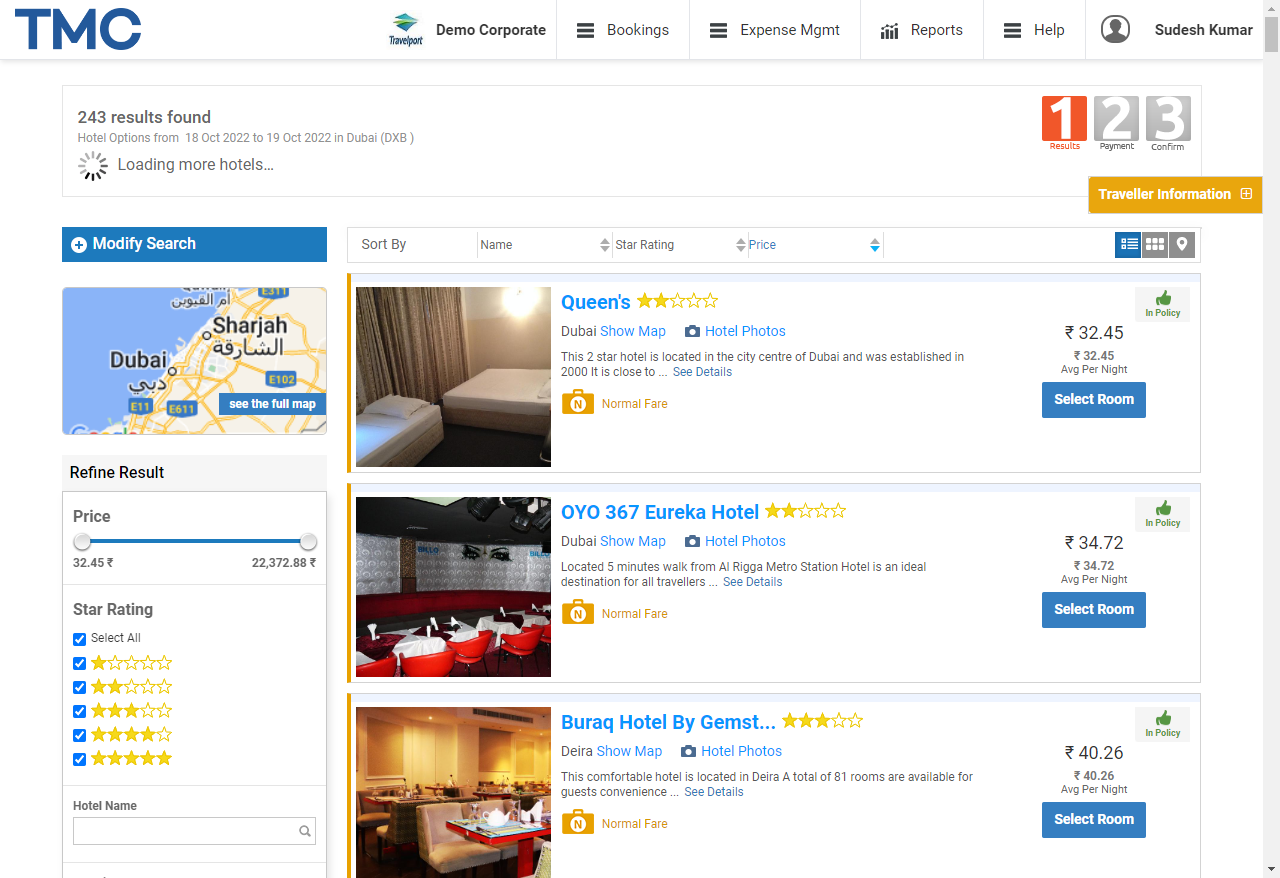 TMC
Travelport
Demo Corporate
Bookings
Expense Mgmt
Reports
Help
Sudesh Kumar
243 results found
Hotel Options from 18 Oct 2022 to 19 Oct 2022 in Dubai (DXB )
Loading more hotels...
1 2 3
Results Payment Confirm
Traveller Information
Modify Search
Sort By
Name
Star Rating
Price
E311
أم القيوين
Sharjah
الشارقة
Dubai
دبي
E102
E11
E611
see the full map
Google
Refine Result
Price
32.45 ₹ 22,372.88 ₹
Star Rating
Select All
Hotel Name
Queen's
Dubai Show Map Hotel Photos
This 2 star hotel is located in the city centre of Dubai and was established in
2000 It is close to ... See Details
N Normal Fare
In Policy
₹ 32.45
₹ 32.45
Avg Per Night
Select Room
OYO 367 Eureka Hotel
Dubai Show Map Hotel Photos
Located 5 minutes walk from Al Rigga Metro Station Hotel is an ideal
destination for all travellers ... See Details
N Normal Fare
In Policy
₹ 34.72
₹ 34.72
Avg Per Night
Select Room
Buraq Hotel By Gemst...
Deira Show Map Hotel Photos
This comfortable hotel is located in Deira A total of 81 rooms are available for
guests convenience ... See Details
N Normal Fare
In Policy
₹ 40.26
₹ 40.26
Avg Per Night
Select Room